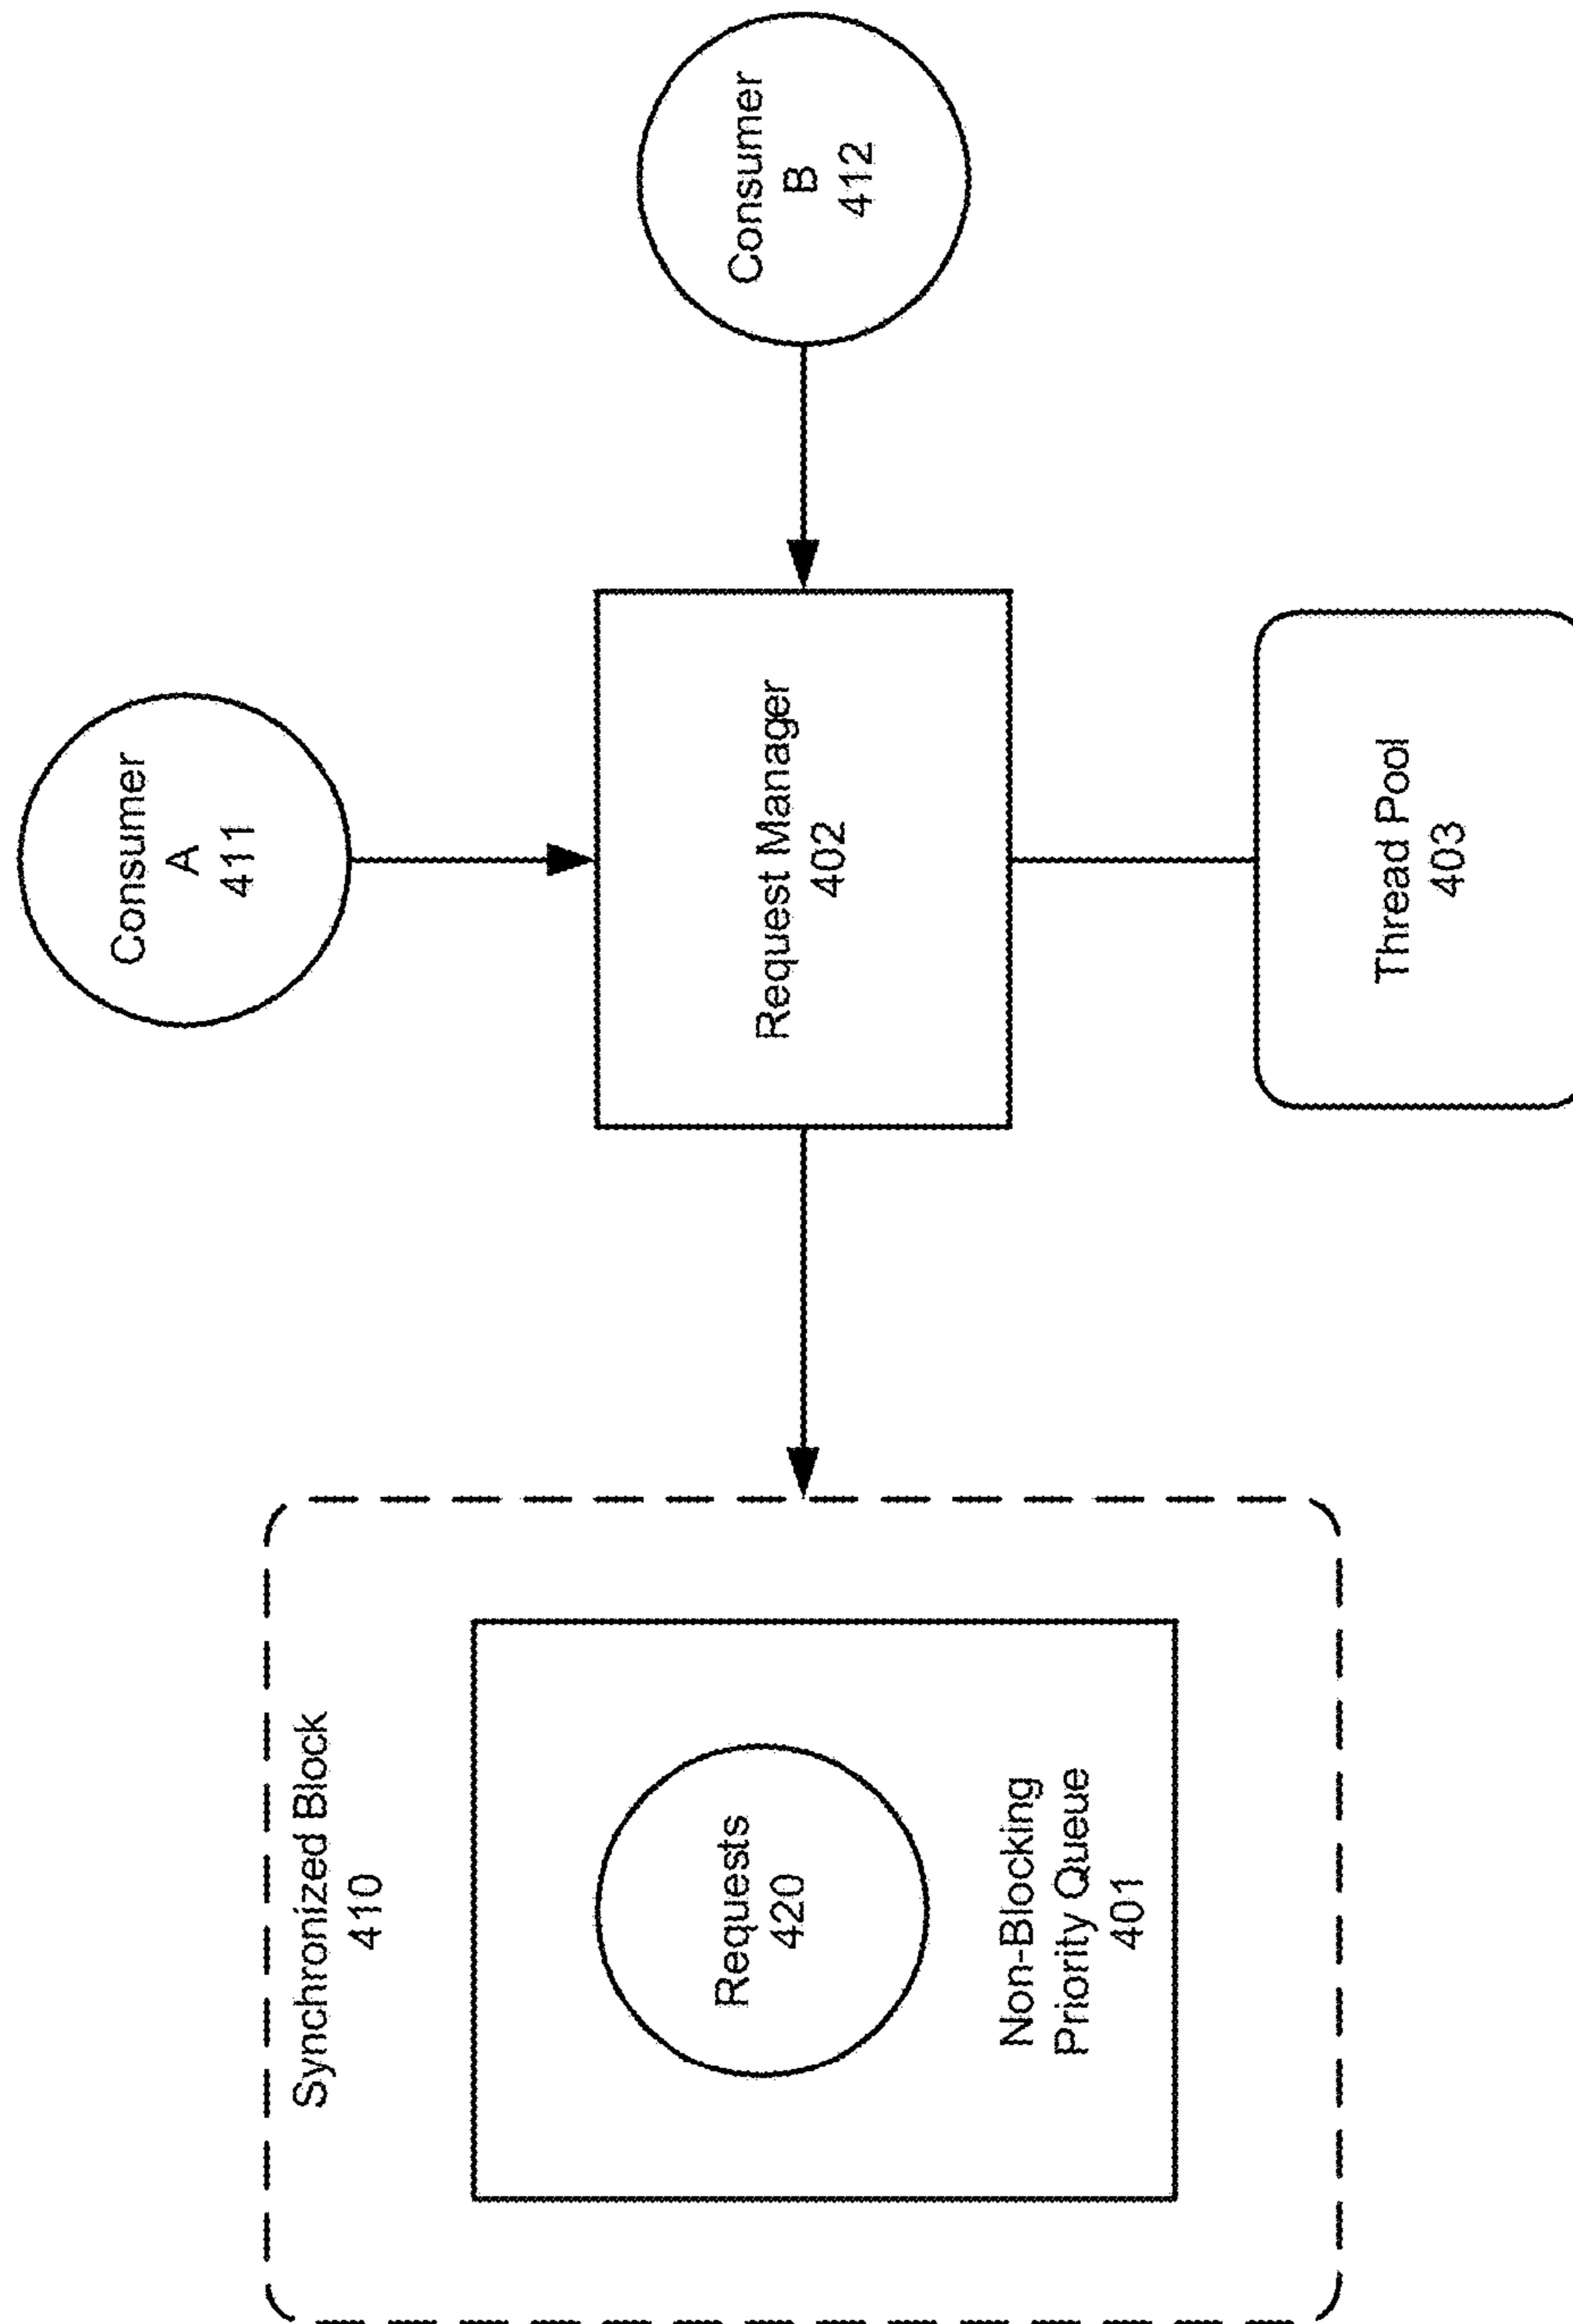 Synchronized Block
410
Requests
420
Non-Blocking
Priority Queue
401
Consumer
A
411
Request Manager
402
Thread Pool
403
Consumer
B
412